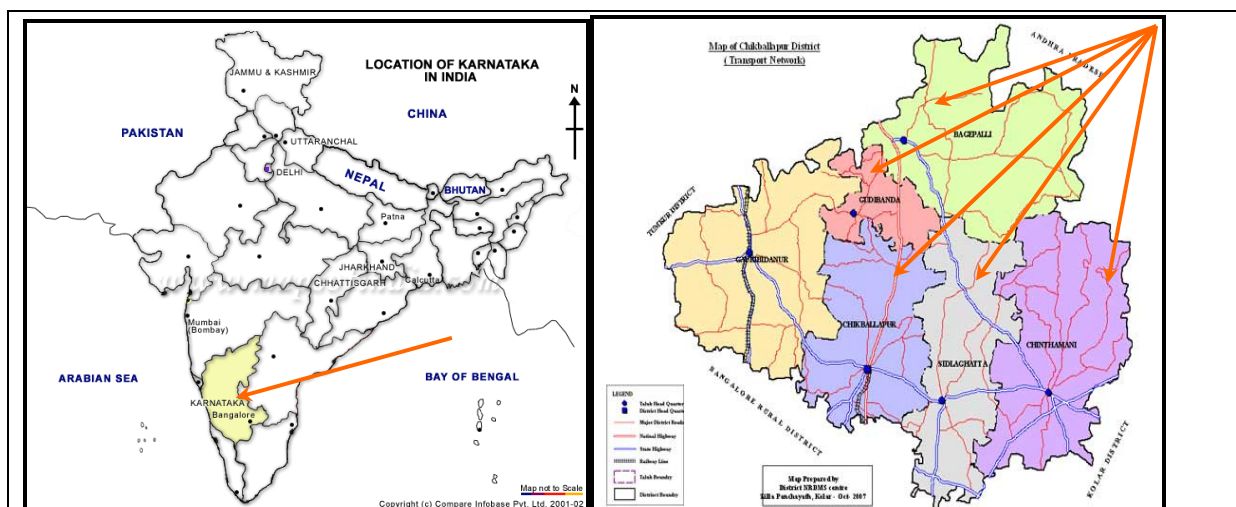 LOCATION OF KARNATAKA
IN INDIA
JAMMU & KASHMIR
CHINA
N
PAKISTAN
UTTARANCHAL
DELHI
NEPAL
BHUTAN
Patna
JHARKHAND
CHHATTISGARH
Calcutta
Mumbai
(Bombay)
ARABIAN SEA
BAY OF BENGAL
KARNATAKA
Bangalore
Map not to Scale
Copyright (c) Compare Infobase Pvt. Ltd. 2001-02
Map of Chikballapur District
( Transport Network)
ANDHRA PRADESH
BAGEPALLI
TUMKUR DISTRICT
GUDIBANDA
CHIKBALLAPUR
SIDLAGHATTA
CHINTHAMANI
BANGALORE RURAL DISTRICT
KOLAR DISTRICT
LEGEND
Taluk Head Quarter
District Head Quarter
Major District Roads
National Highway
State Highway
Railway Line
Taluk Boundary
District Boundary
Map Prepared by
District NRDMS centre
Zilla Panchayath, Kolar - Oct- 2007